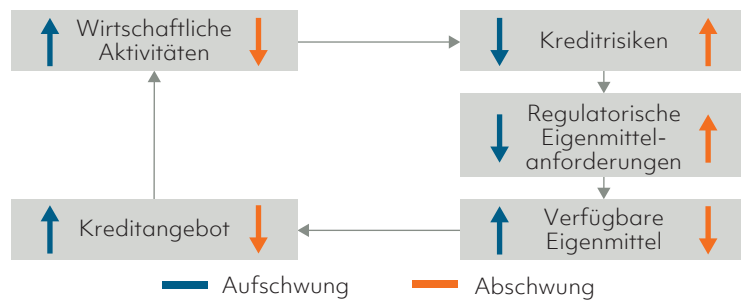 Wirtschaftliche
Aktivitäten
Kreditrisiken
Regulatorische
Eigenmittel-
anforderungen
Kreditangebot
Verfügbare
Eigenmittel
Aufschwung
Abschwung